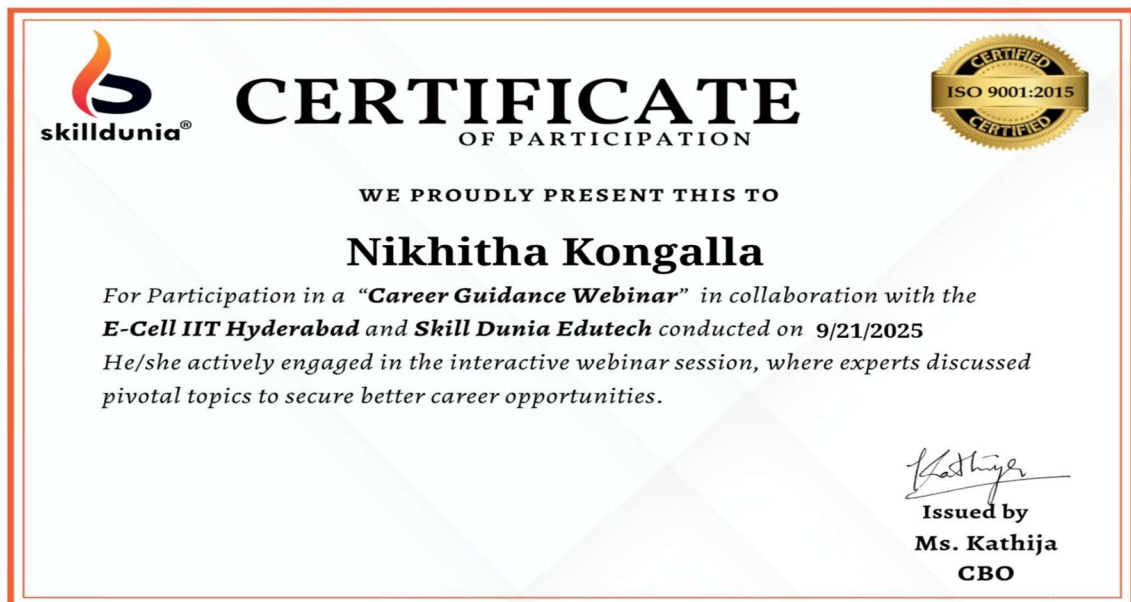 skilldunia®
CERTIFICATE
OF PARTICIPATION
CERTIFIED
ISO 9001:2015
CERTIFIED
WE PROUDLY PRESENT THIS TO
Nikhitha Kongalla
For Participation in a “Career Guidance Webinar” in collaboration with the
E-Cell IIT Hyderabad and Skill Dunia Edutech conducted on 9/21/2025
He/she actively engaged in the interactive webinar session, where experts discussed
pivotal topics to secure better career opportunities.
Kathija
Issued by
Ms. Kathija
CBO